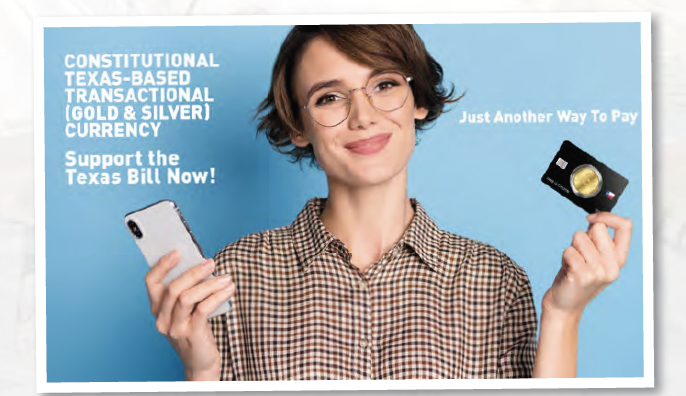 CONSTITUTIONAL
TEXAS-BASED
TRANSACTIONAL
(GOLD & SILVER)
CURRENCY
Support the
Texas Bill Now!
Just Another Way To Pay